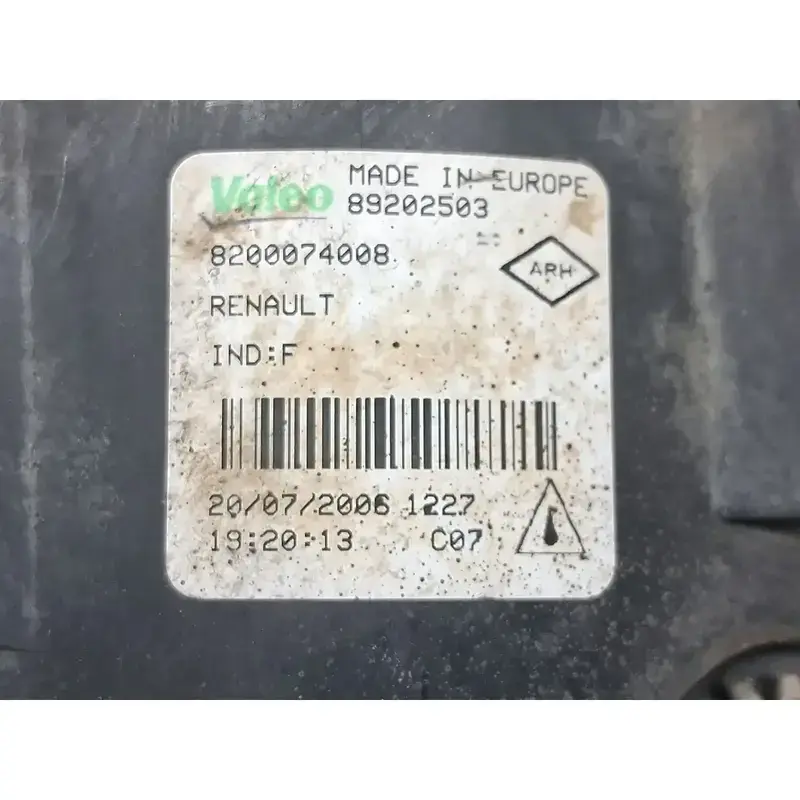 Valeo MADE IN EUROPE
89202503
8200074008
ARH
RENAULT
IND:F
20/07/2006 1227
19:20:13 C07